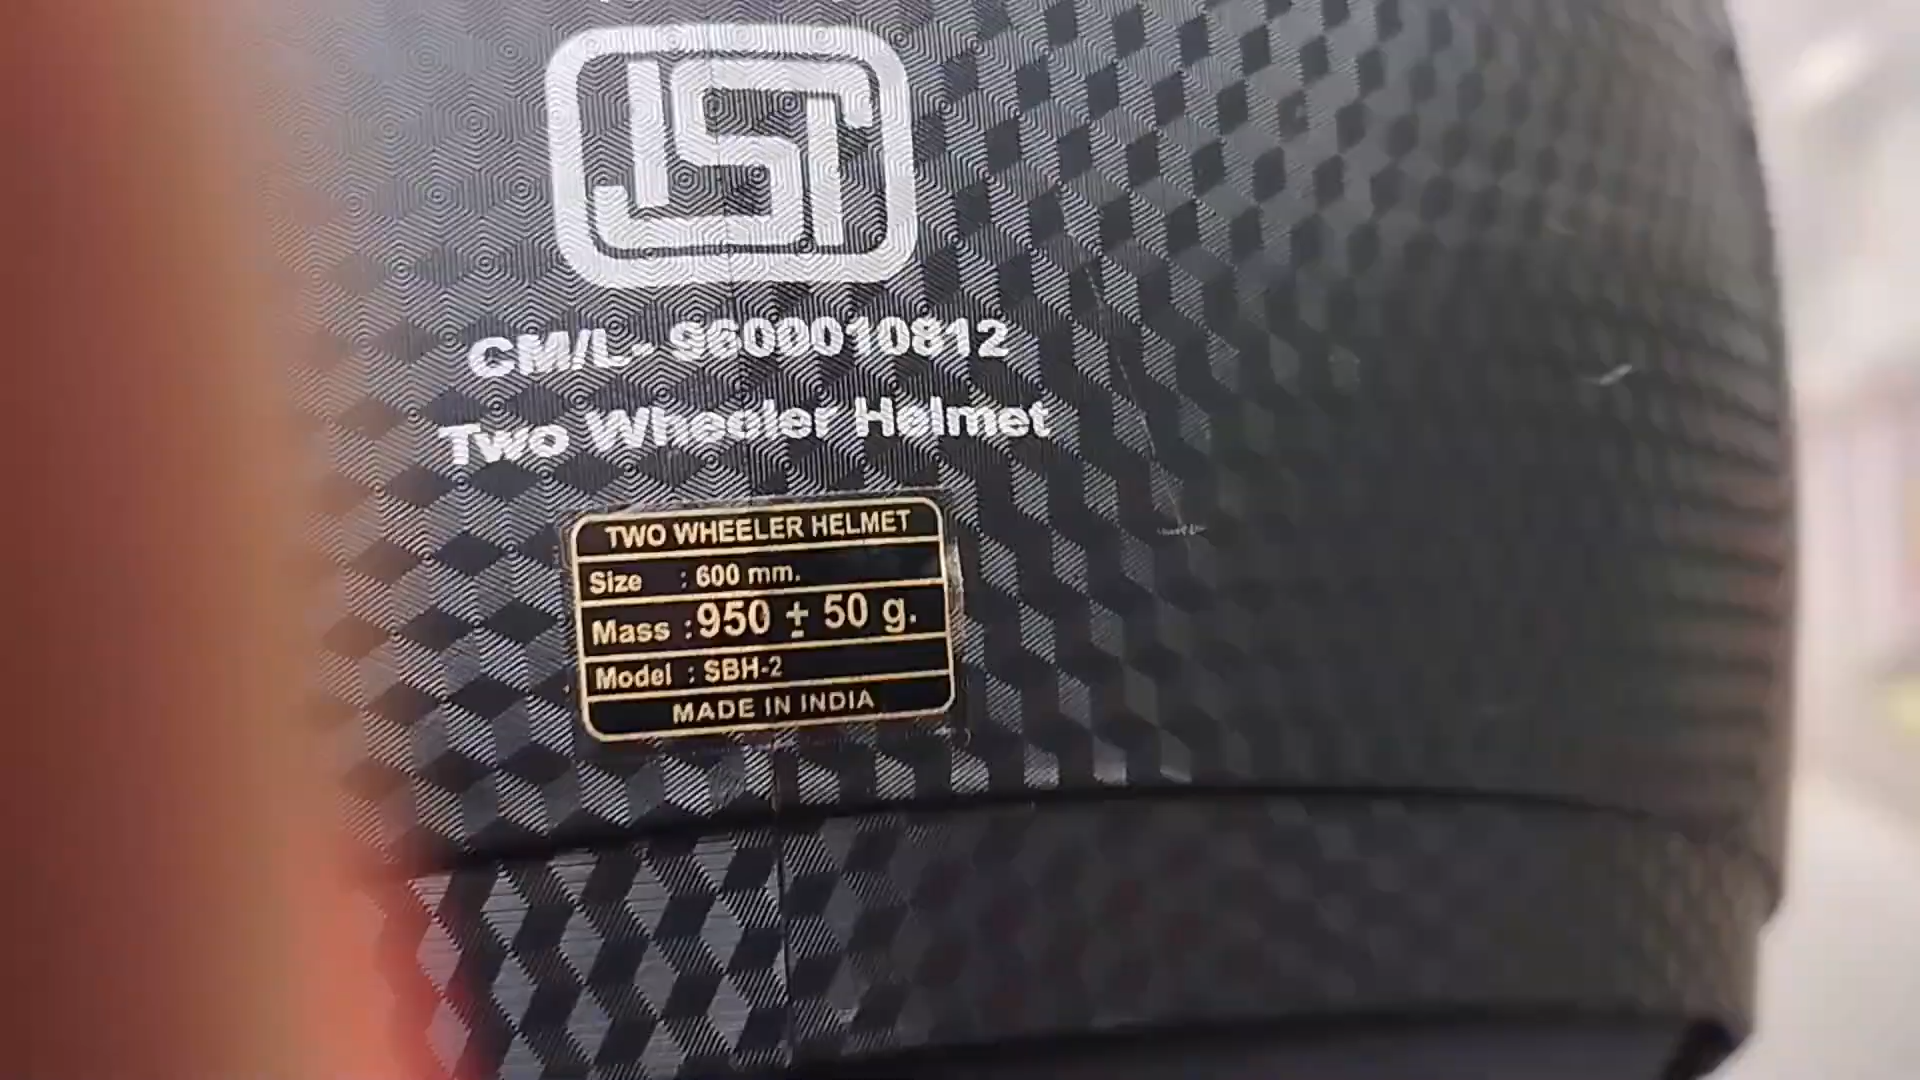 ISI
CM/L- 9600010812
Two Wheeler Helmet
TWO WHEELER HELMET
Size : 600 mm.
Mass : 950 ± 50 g.
Model : SBH-2
MADE IN INDIA